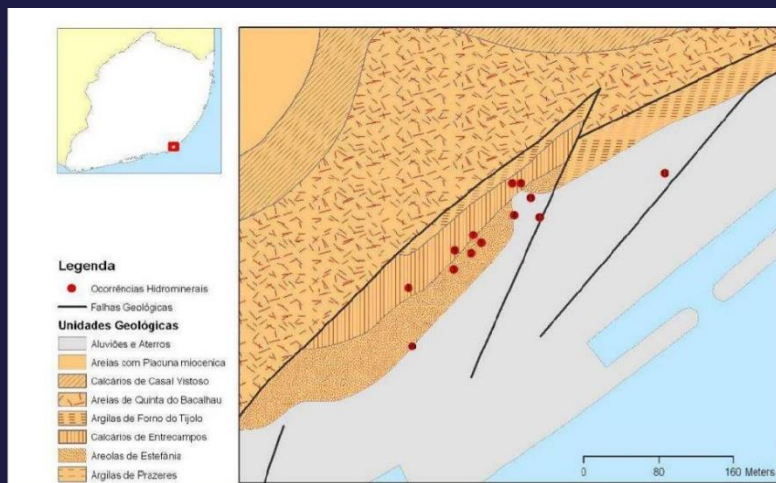 Legenda
Ocorrências Hidrominerais
Falhas Geológicas
Unidades Geológicas
Aluviões e Aterros
Areias com Placuna miocenica
Calcários de Casal Vistoso
Areias de Quinta do Bacalhau
Argilas de Forno do Tijolo
Calcários de Entrecampos
Areolas de Estefânia
Argilas de Prazeres
0 80 160 Meters